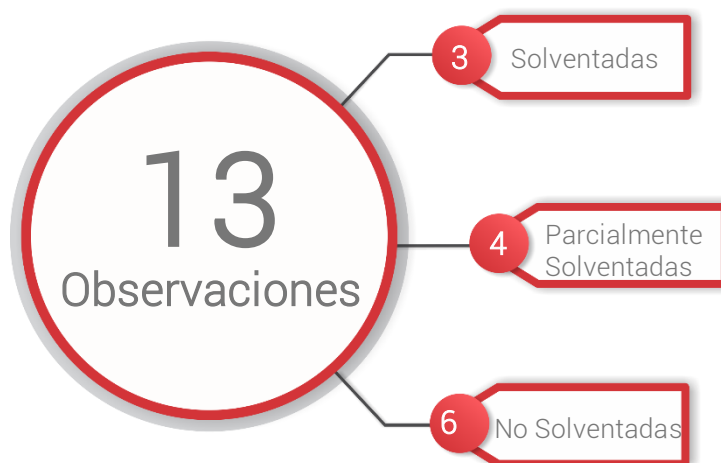 13
Observaciones
3
Solventadas
4
Parcialmente
Solventadas
6
No Solventadas